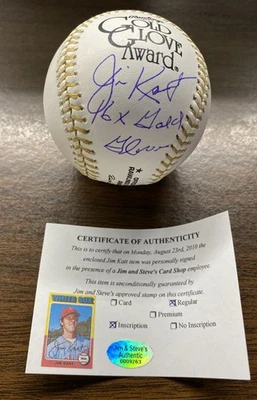 GOLD GLOVE
Award®
Jim Kaat
16x Gold
Glove
CERTIFICATE OF AUTHENTICITY
This is to certify that on Monday, August 23rd, 2010 the
enclosed Jim Katt item was personally signed
in the presence of a Jim and Steve's Card Shop employee.
This item is unconditionally guaranteed by
Jim and Steve's approved stamp on this certificate.
Card
Regular
Premium
Inscription
No Inscription
Jim & Steve's
Authentic
0009763
JIM KAAT